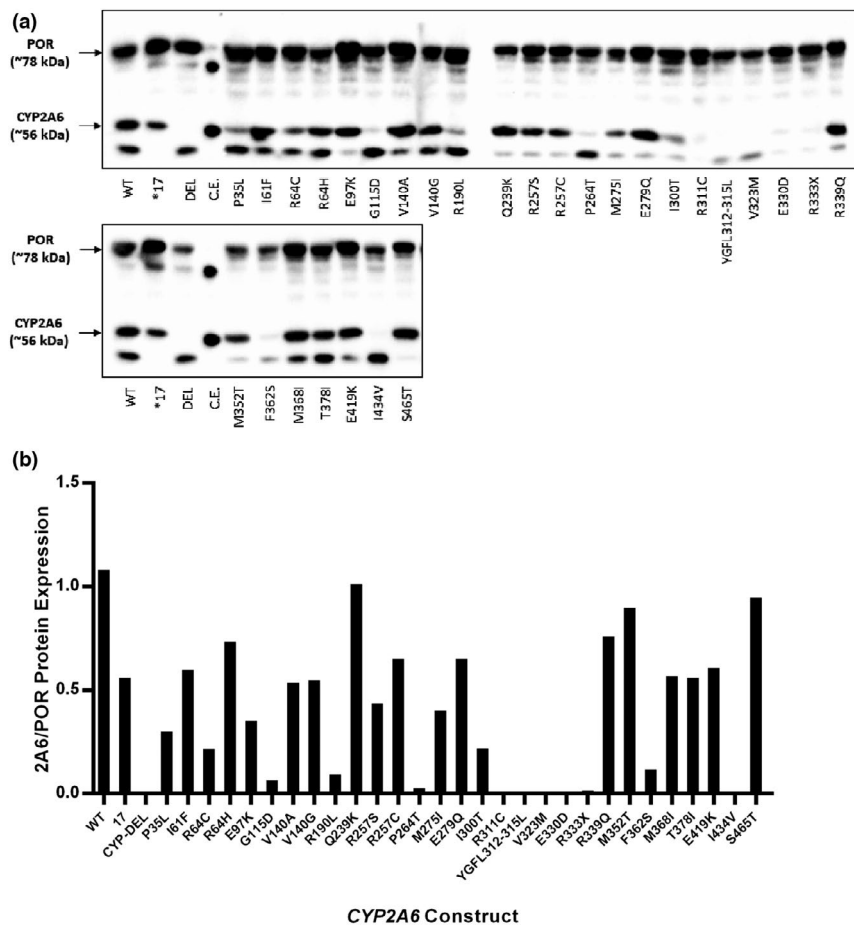 (a)
POR
(~78 kDa)
CYP2A6
(~56 kDa)
WT *17 DEL C.E. P35L I61F R64C R64H E97K G115D V140A V140G R190L Q239K R257S R257C P264T M275I E279Q I300T R311C YGFL312-315L V323M E330D R333X R339Q
POR
(~78 kDa)
CYP2A6
(~56 kDa)
WT *17 DEL C.E. M352T F362S M368I T378I E419K I434V S465T
(b)
2A6/POR Protein Expression
1.5
1.0
0.5
0.0
WT 17 CYP-DEL P35L I61F R64C R64H E97K G115D V140A V140G R190L Q239K R257S R257C P264T M275I E279Q I300T R311C YGFL312-315L V323M E330D R333X R339Q M352T F362S M368I T378I E419K I434V S465T
CYP2A6 Construct